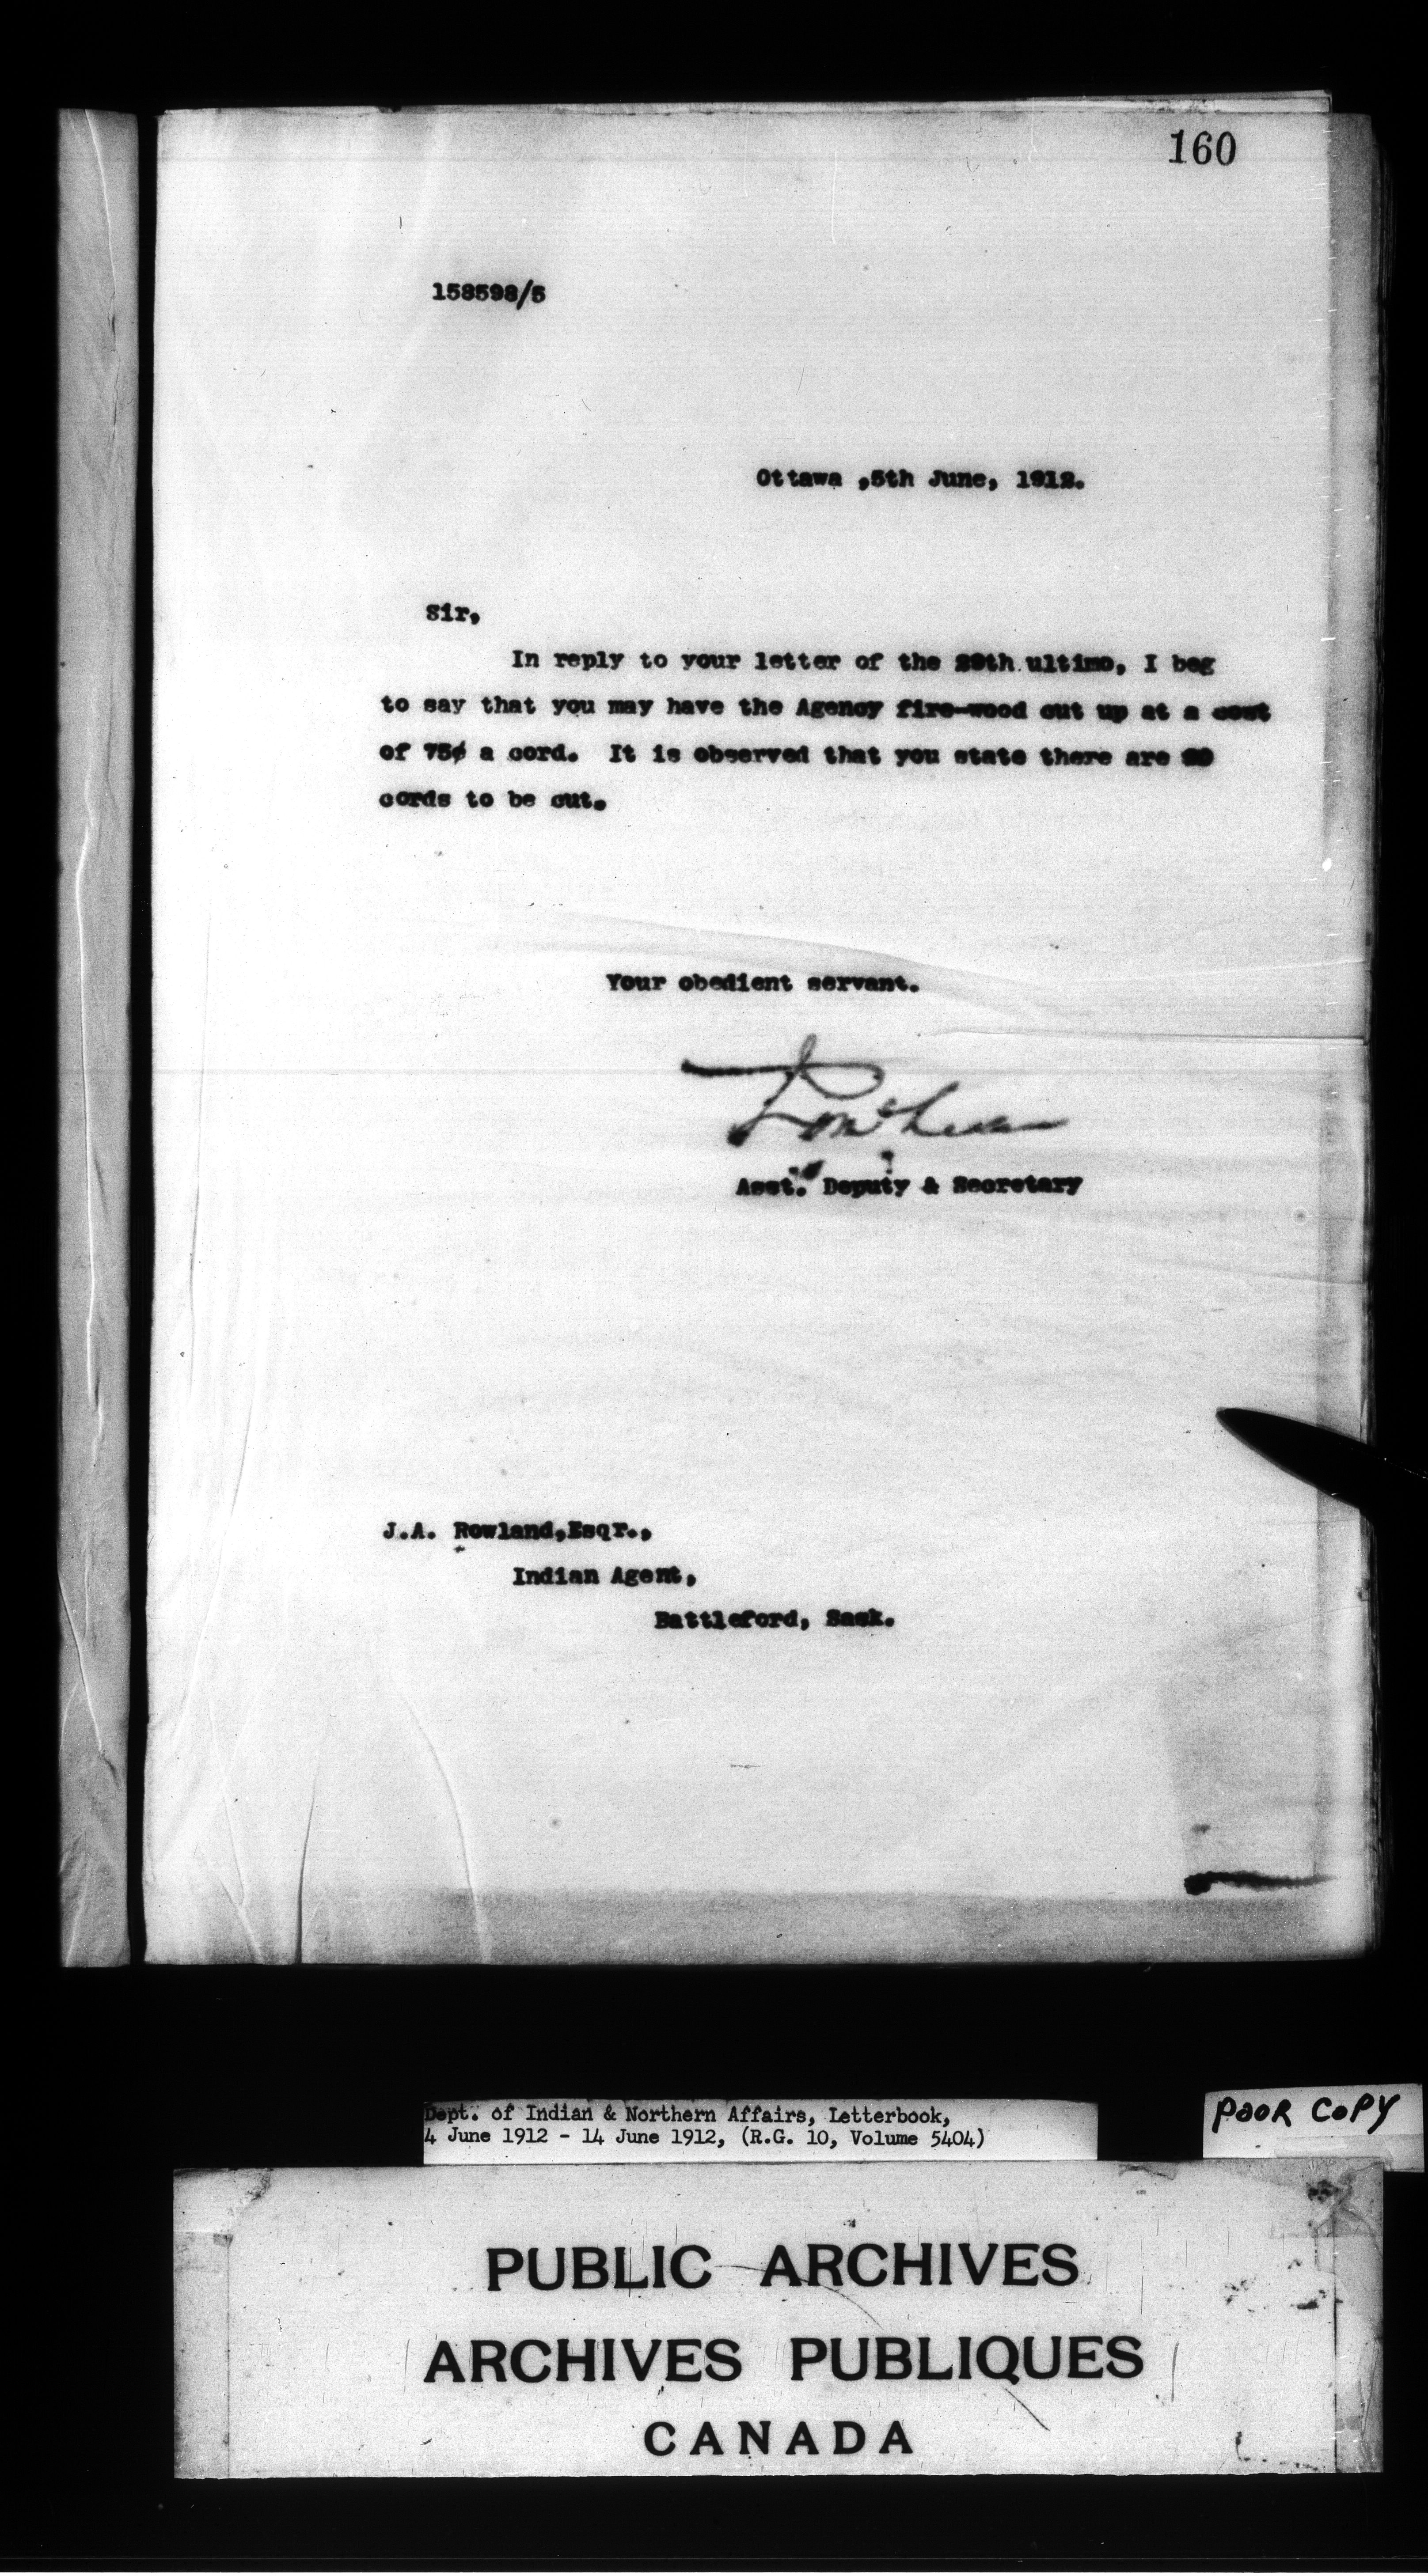 160
158598/5
Ottawa ,5th June, 1912.
Sir,
In reply to your letter of the 29th ultimo, I beg
to say that you may have the Agency fire-wood cut up at a cost
of 75¢ a cord. It is observed that you state there are
cords to be cut.
Your obedient servant.
Asst. Deputy & Secretary
J.A. Rowland,Esqr.,
Indian Agent,
Battleford, Sask.
Dept. of Indian & Northern Affairs, Letterbook,
4 June 1912 - 14 June 1912, (R.G. 10, Volume 5404)
POOR COPY
PUBLIC ARCHIVES
ARCHIVES PUBLIQUES
CANADA